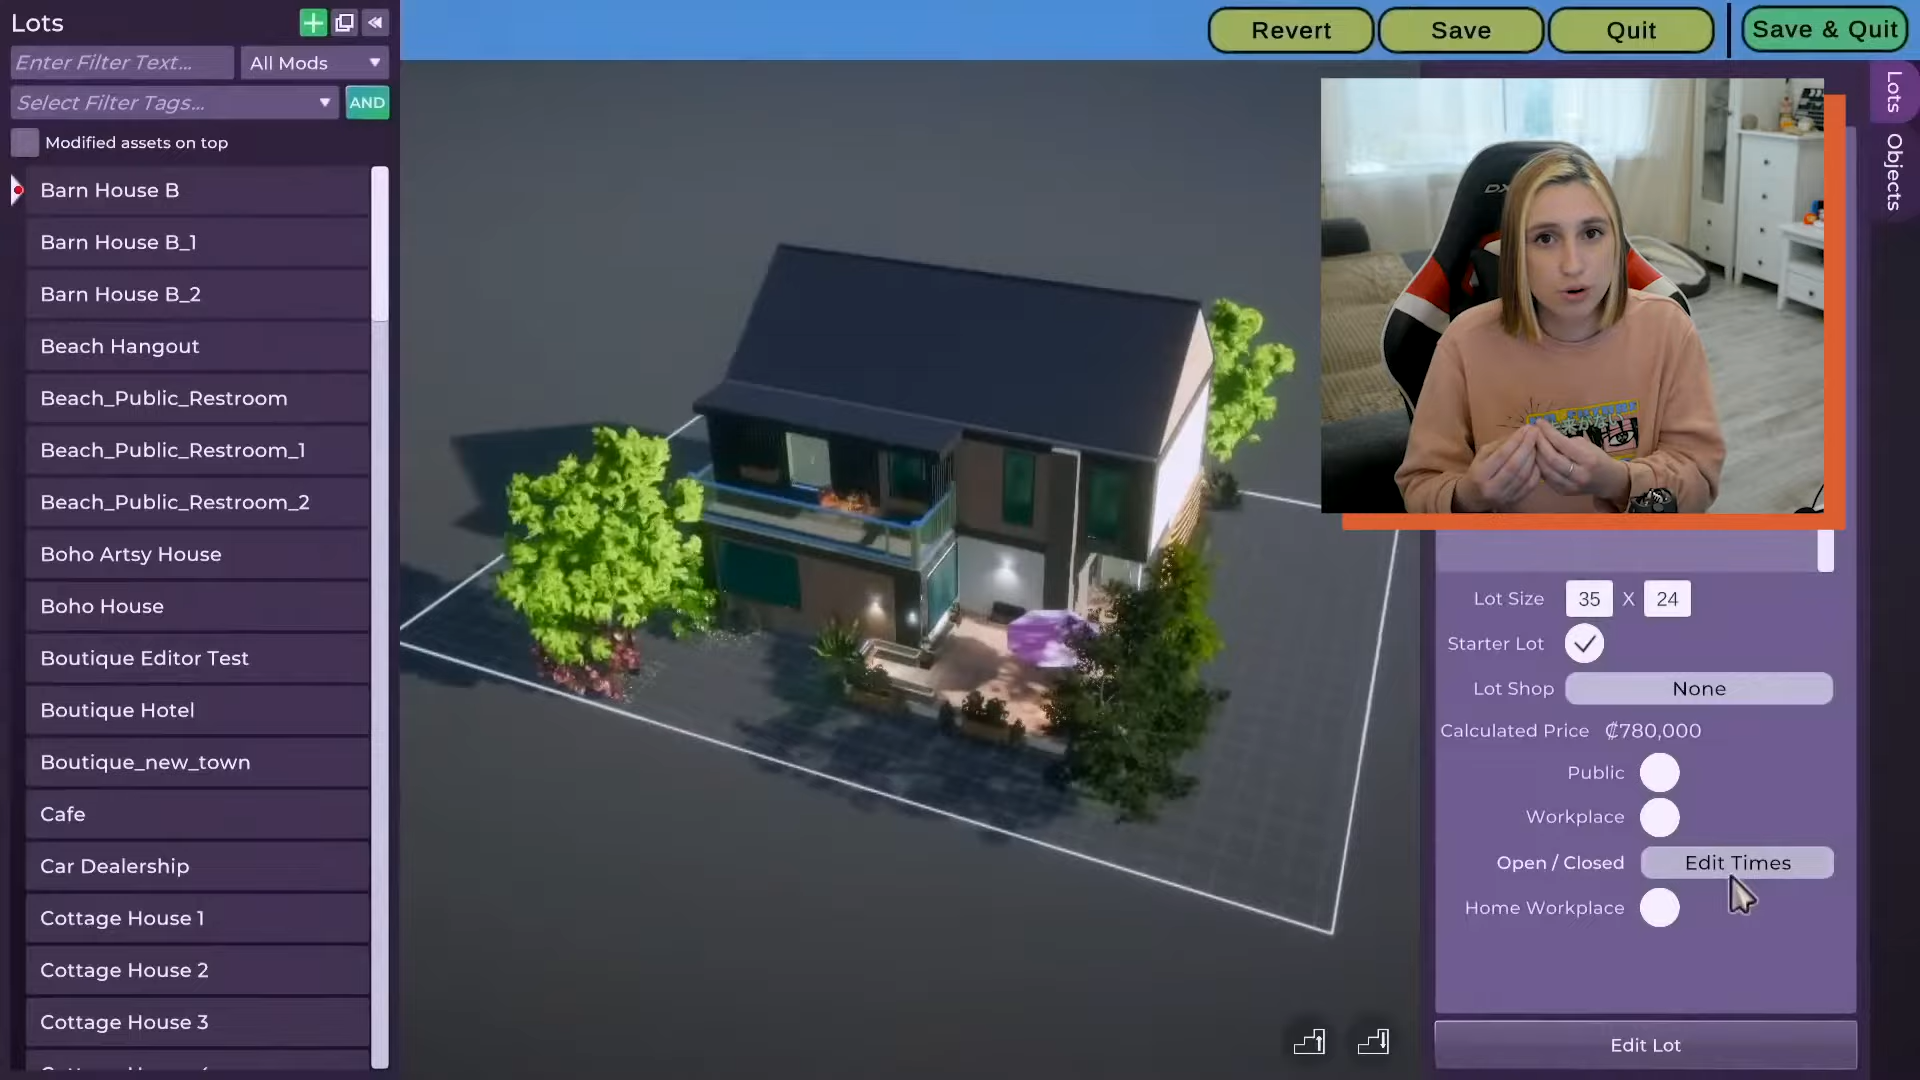 Lots
Enter Filter Text...
All Mods
Select Filter Tags...
AND
Modified assets on top
Barn House B
Barn House B_1
Barn House B_2
Beach Hangout
Beach_Public_Restroom
Beach_Public_Restroom_1
Beach_Public_Restroom_2
Boho Artsy House
Boho House
Boutique Editor Test
Boutique Hotel
Boutique_new_town
Cafe
Car Dealership
Cottage House 1
Cottage House 2
Cottage House 3
Revert
Save
Quit
Save & Quit
Lots
Objects
DX
Lot Size 35 X 24
Starter Lot
Lot Shop None
Calculated Price ₡780,000
Public
Workplace
Open / Closed Edit Times
Home Workplace
Edit Lot